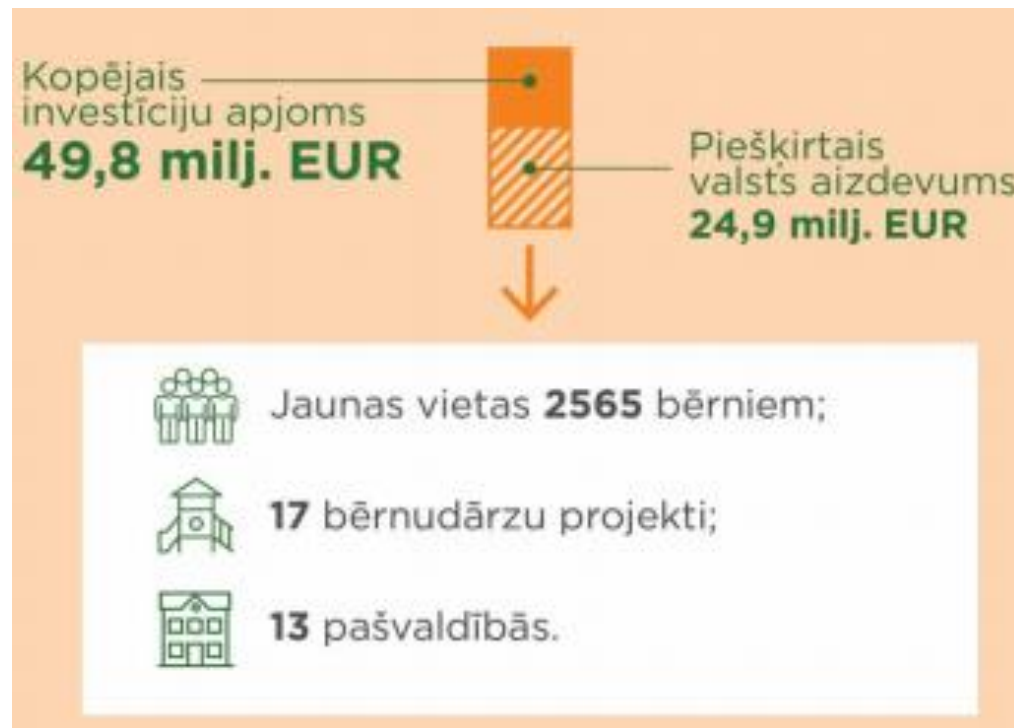 Kopējais
investīciju apjoms
49,8 milj. EUR
Piešķirtais
valsts aizdevums
24,9 milj. EUR
Jaunas vietas 2565 bērniem;
17 bērnudārzu projekti;
13 pašvaldībās.